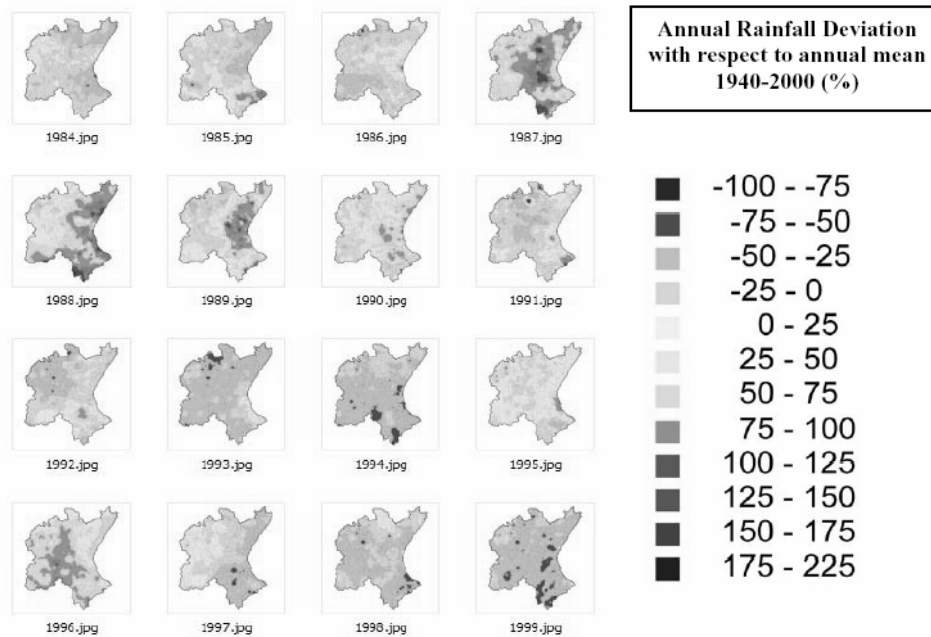 Annual Rainfall Deviation
with respect to annual mean
1940-2000 (%)
1984.jpg
1985.jpg
1986.jpg
1987.jpg
1988.jpg
1989.jpg
1990.jpg
1991.jpg
1992.jpg
1993.jpg
1994.jpg
1995.jpg
1996.jpg
1997.jpg
1998.jpg
1999.jpg
-100 - -75
-75 - -50
-50 - -25
-25 - 0
0 - 25
25 - 50
50 - 75
75 - 100
100 - 125
125 - 150
150 - 175
175 - 225